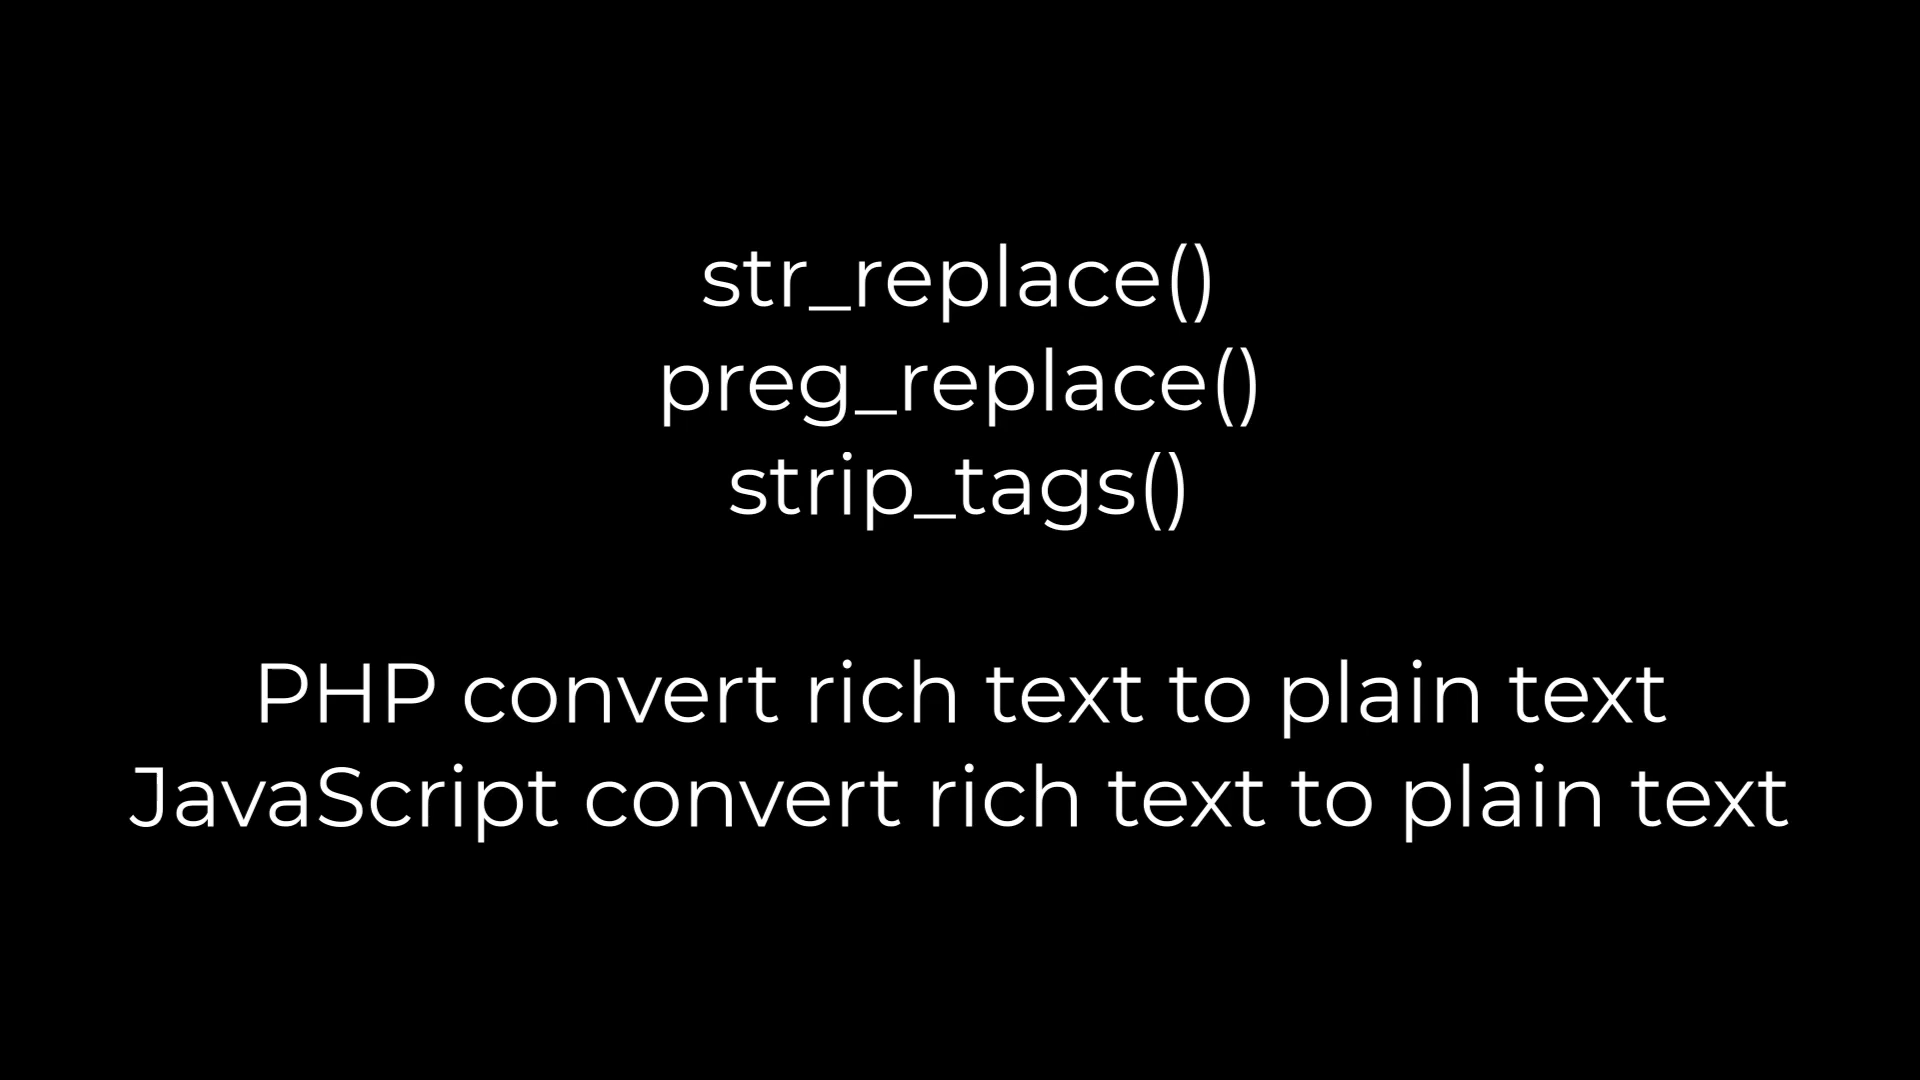 str_replace()
preg_replace()
strip_tags()
PHP convert rich text to plain text
JavaScript convert rich text to plain text